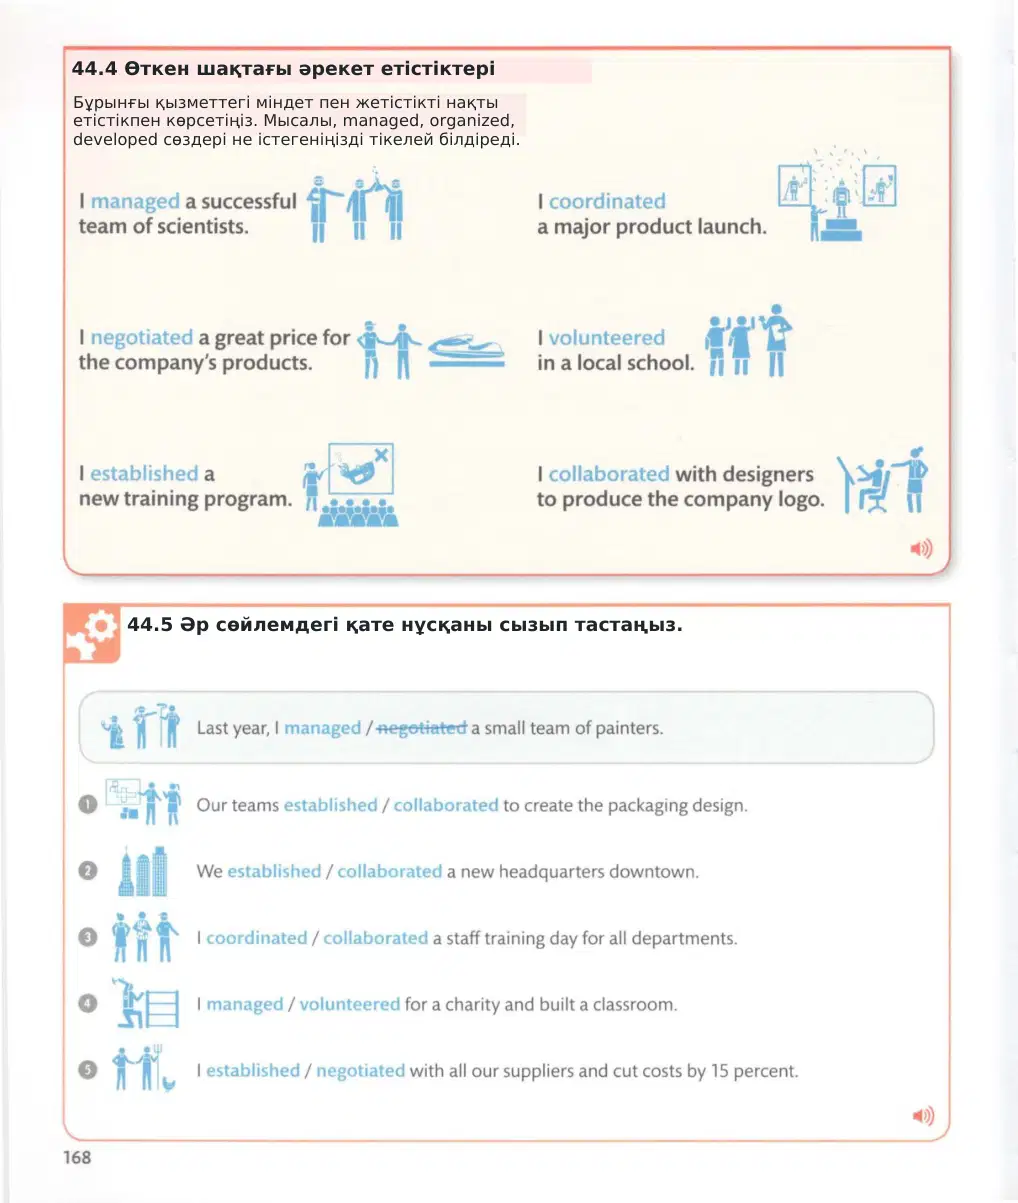 44.4 Өткен шақтағы әрекет етістіктері
Бұрынғы қызметтегі міндет пен жетістікті нақты
етістікпен көрсетіңіз. Мысалы, managed, organized,
developed сөздері не істегеніңізді тікелей білдіреді.
I managed a successful
team of scientists.
I coordinated
a major product launch.
I negotiated a great price for
the company's products.
I volunteered
in a local school.
I established a
new training program.
I collaborated with designers
to produce the company logo.
44.5 Әр сөйлемдегі қате нұсқаны сызып тастаңыз.
Last year, I managed / negotiated a small team of painters.
1 Our teams established / collaborated to create the packaging design.
2 We established / collaborated a new headquarters downtown.
3 I coordinated / collaborated a staff training day for all departments.
4 I managed / volunteered for a charity and built a classroom.
5 I established / negotiated with all our suppliers and cut costs by 15 percent.
168